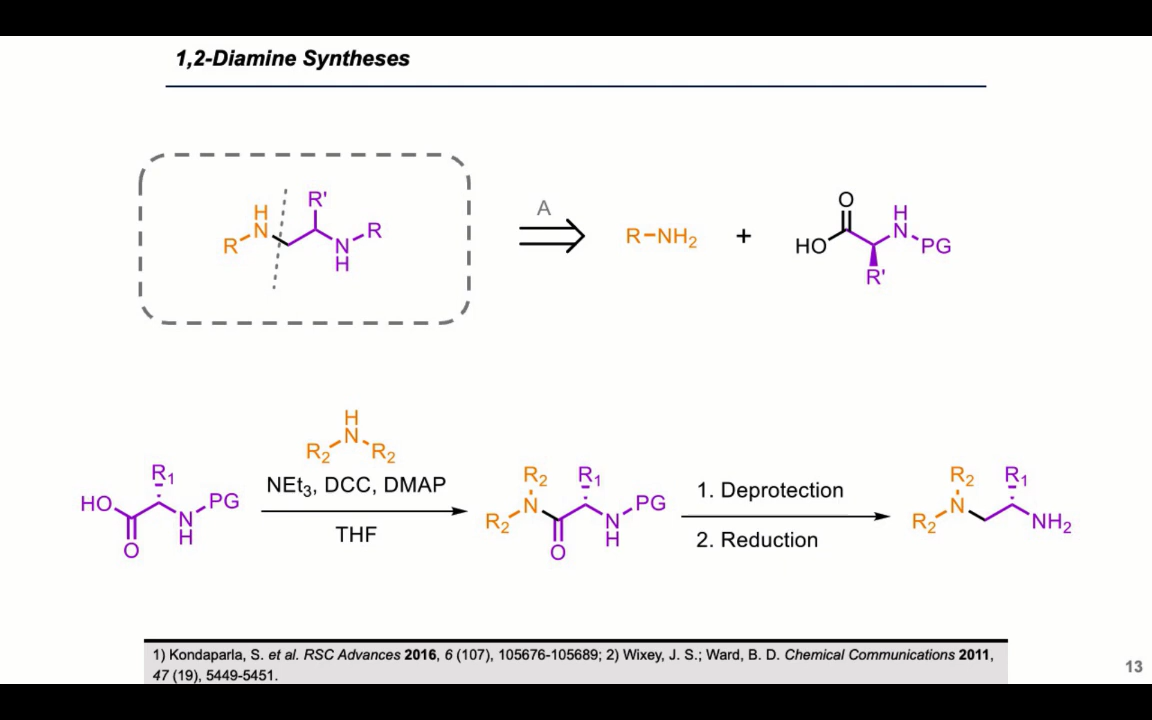 1,2-Diamine Syntheses
R H N R' N H R
A
R–NH₂ + HO O R' H N PG
H N R₂ R₂
NEt₃, DCC, DMAP
THF
HO O R₁ N H PG
R₂ N R₂ O R₁ N H PG
1. Deprotection
2. Reduction
R₂ N R₂ R₁ NH₂
1) Kondaparla, S. et al. RSC Advances 2016, 6 (107), 105676-105689; 2) Wixey, J. S.; Ward, B. D. Chemical Communications 2011,
47 (19), 5449-5451.
13